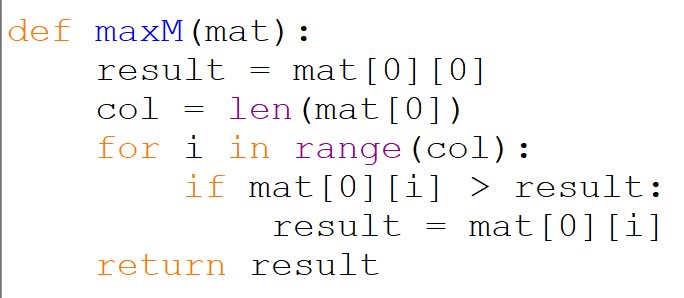 def maxM(mat):
    result = mat[0][0]
    col = len(mat[0])
    for i in range(col):
        if mat[0][i] > result:
            result = mat[0][i]
    return result